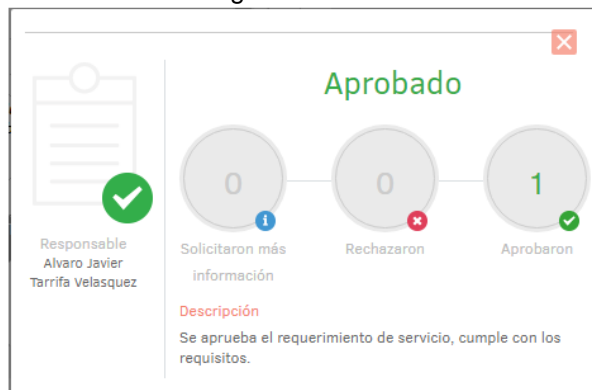 Aprobado
0
0
1
Solicitaron más
información
Rechazaron
Aprobaron
Responsable
Alvaro Javier
Tarrifa Velasquez
Descripción
Se aprueba el requerimiento de servicio, cumple con los
requisitos.